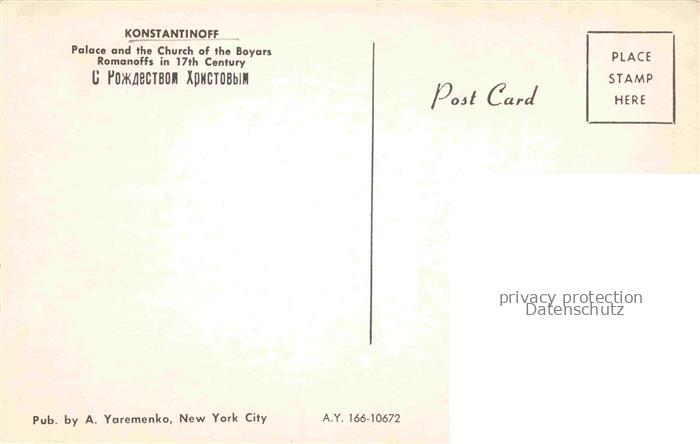 KONSTANTINOFF
Palace and the Church of the Boyars
Romanoffs in 17th Century
С Рождеством Христовым
Post Card
PLACE
STAMP
HERE
privacy protection
Datenschutz
Pub. by A. Yaremenko, New York City
A.Y. 166-10672